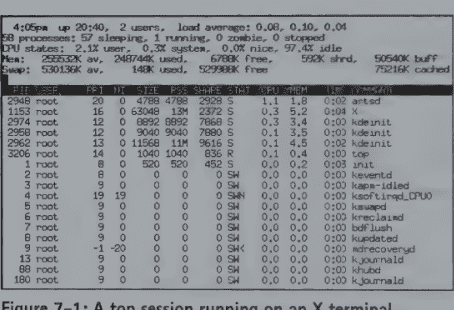 4:05pm up 20:40, 2 users, load average: 0.08, 0.10, 0.04
58 processes: 57 sleeping, 1 running, 0 zombie, 0 stopped
CPU states: 2.1% user, 0.3% system, 0.0% nice, 97.4% idle
Mem: 255532K av, 248744K used, 6788K free, 592K shrd, 50540K buff
Swap: 530136K av, 148K used, 529988K free 75216K cached
PID USER PRI NI SIZE RSS SHARE STAT %CPU %MEM TIME COMMAND
2948 root 20 0 4788 4788 2928 S 1.1 1.8 0:02 artsd
1153 root 16 0 63048 13M 2372 S 0.3 5.2 0:04 X
2974 root 12 0 8892 8892 7868 S 0.3 3.4 0:00 kdeinit
2958 root 12 0 9040 9040 7880 S 0.1 3.5 0:00 kdeinit
2962 root 13 0 11568 11M 9616 S 0.1 4.5 0:02 kdeinit
3206 root 14 0 1040 1040 836 R 0.1 0.4 0:00 top
1 root 8 0 520 520 452 S 0.0 0.2 0:03 init
2 root 8 0 0 0 0 SW 0.0 0.0 0:00 keventd
3 root 9 0 0 0 0 SW 0.0 0.0 0:00 kapm-idled
4 root 19 19 0 0 0 SWN 0.0 0.0 0:00 ksoftirqd_CPU0
5 root 9 0 0 0 0 SW 0.0 0.0 0:00 kswapd
6 root 9 0 0 0 0 SW 0.0 0.0 0:00 kreclaimd
7 root 9 0 0 0 0 SW 0.0 0.0 0:00 bdflush
8 root 9 0 0 0 0 SW 0.0 0.0 0:00 kupdated
9 root -1 -20 0 0 0 SW< 0.0 0.0 0:00 mdrecoveryd
13 root 9 0 0 0 0 SW 0.0 0.0 0:00 kjournald
88 root 9 0 0 0 0 SW 0.0 0.0 0:00 khubd
180 root 9 0 0 0 0 SW 0.0 0.0 0:00 kjournald
Figure 7–1: A top session running on an X terminal